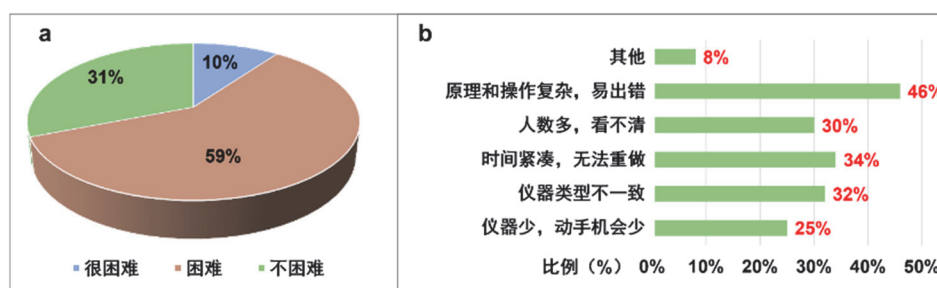 a
10%
31%
59%
很困难 困难 不困难
b
其他 8%
原理和操作复杂，易出错 46%
人数多，看不清 30%
时间紧凑，无法重做 34%
仪器类型不一致 32%
仪器少，动手机会少 25%
比例（%） 0% 10% 20% 30% 40% 50%